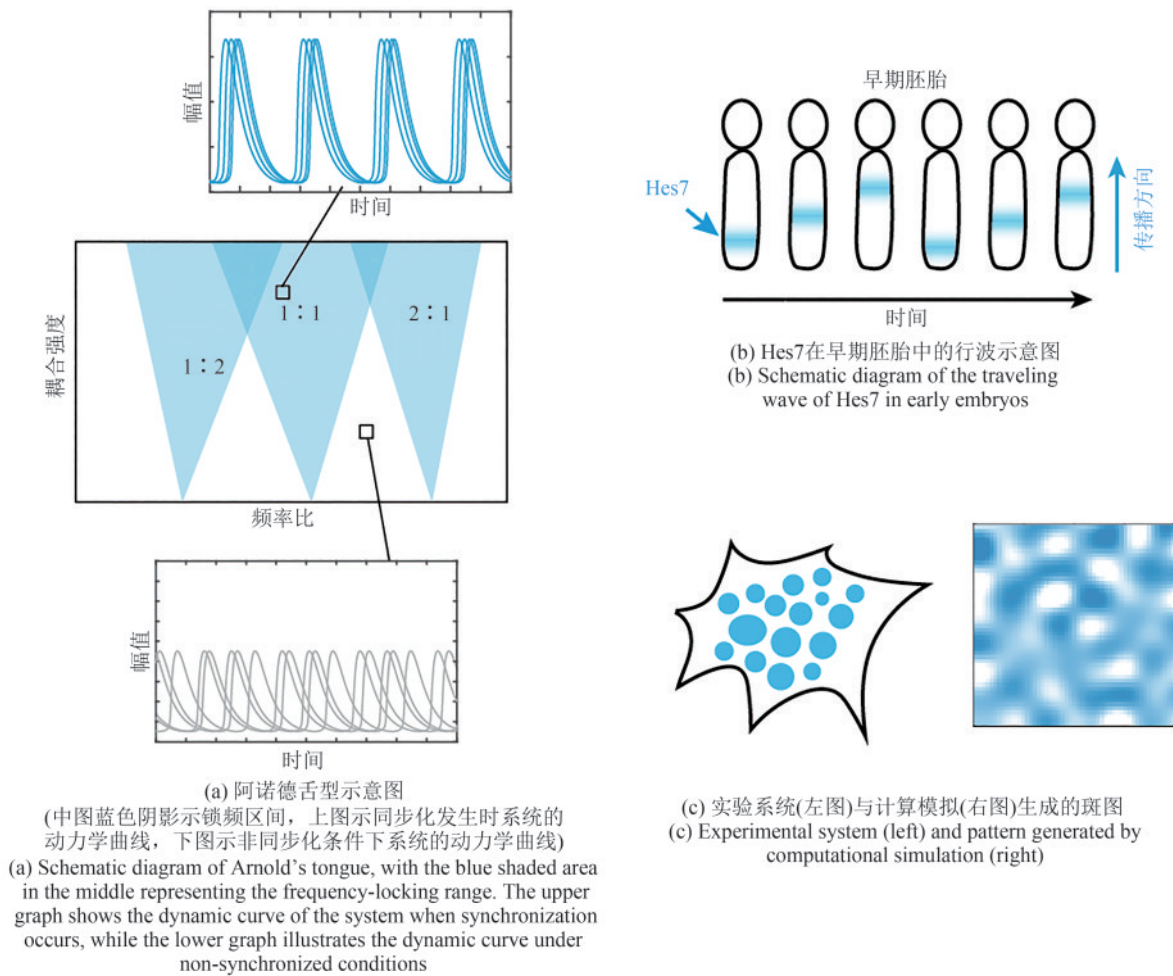 幅值
时间
耦合强度
1∶2
1∶1
2∶1
频率比
幅值
时间
(a) 阿诺德舌型示意图
(中图蓝色阴影示锁频区间，上图示同步化发生时系统的
动力学曲线，下图示非同步化条件下系统的动力学曲线)
(a) Schematic diagram of Arnold’s tongue, with the blue shaded area
in the middle representing the frequency-locking range. The upper
graph shows the dynamic curve of the system when synchronization
occurs, while the lower graph illustrates the dynamic curve under
non-synchronized conditions
早期胚胎
Hes7
传播方向
时间
(b) Hes7在早期胚胎中的行波示意图
(b) Schematic diagram of the traveling
wave of Hes7 in early embryos
(c) 实验系统(左图)与计算模拟(右图)生成的斑图
(c) Experimental system (left) and pattern generated by
computational simulation (right)